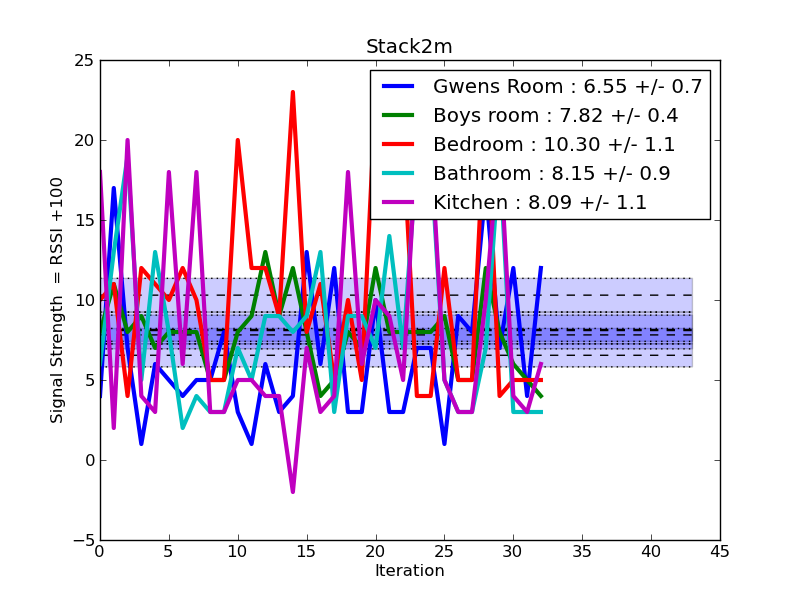 Stack2m
25
20
15
10
5
0
−5
Signal Strength  = RSSI +100
Gwens Room : 6.55 +/- 0.7
Boys room : 7.82 +/- 0.4
Bedroom : 10.30 +/- 1.1
Bathroom : 8.15 +/- 0.9
Kitchen : 8.09 +/- 1.1
0 5 10 15 20 25 30 35 40 45
Iteration